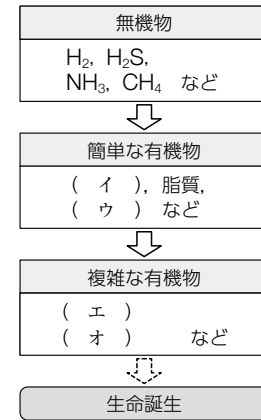 無機物
H₂, H₂S,
NH₃, CH₄ など
簡単な有機物
( イ ), 脂質,
( ウ ) など
複雑な有機物
( エ )
( オ ) など
生命誕生